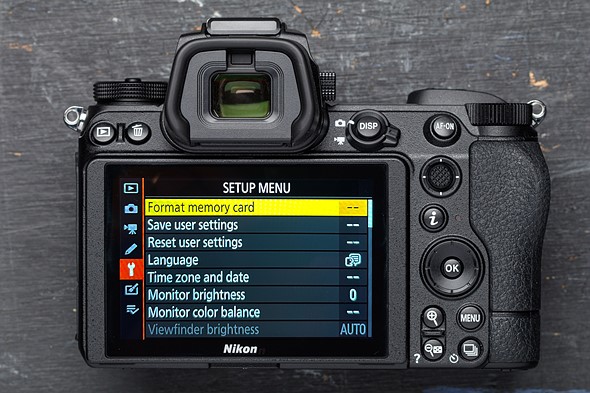 DISP
AF-ON
i
OK
MENU
?
SETUP MENU
Format memory card --
Save user settings --
Reset user settings --
Language
Time zone and date --
Monitor brightness 0
Monitor color balance --
Viewfinder brightness AUTO
Nikon